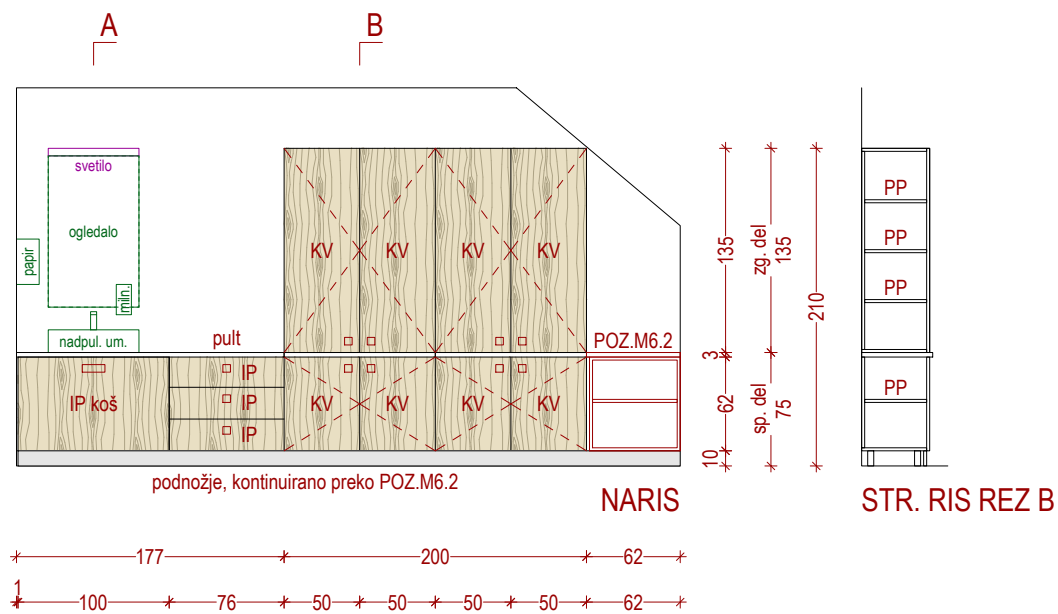 A
B
svetilo
ogledalo
papir
miln.
nadpul. um.
pult
KV KV KV KV
POZ.M6.2
IP koš
IP
IP
IP
KV KV KV KV
135
3
62
10
zg. del
135
sp. del
75
210
PP
PP
PP
PP
podnožje, kontinuirano preko POZ.M6.2
NARIS
STR. RIS REZ B
177 200 62
1 100 76 50 50 50 50 62